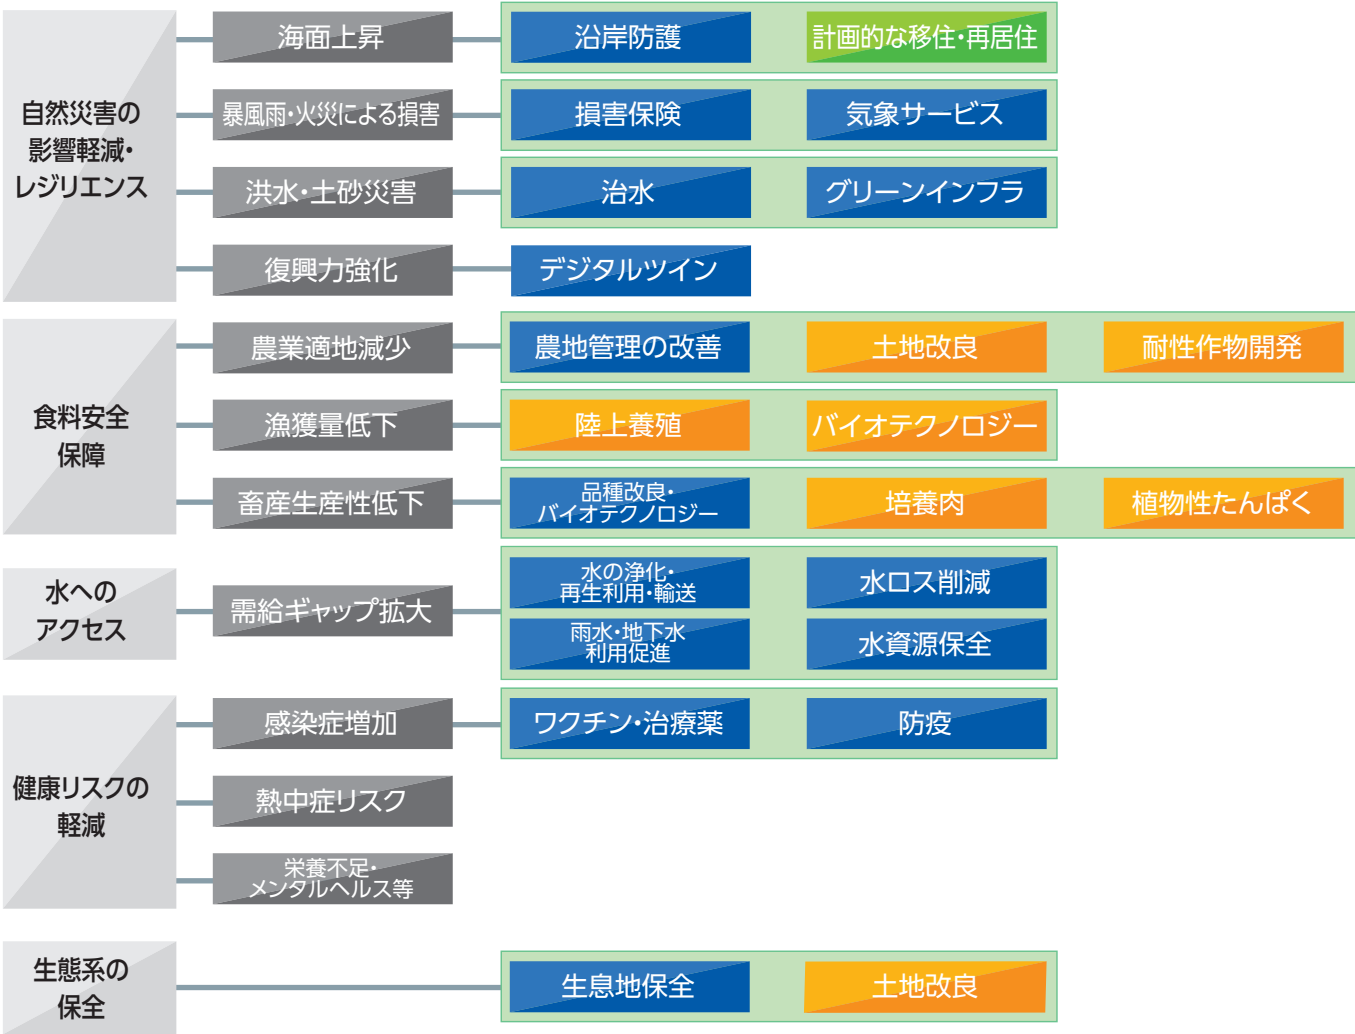 自然災害の
影響軽減・
レジリエンス
海面上昇
沿岸防護
計画的な移住・再居住
暴風雨・火災による損害
損害保険
気象サービス
洪水・土砂災害
治水
グリーンインフラ
復興力強化
デジタルツイン
食料安全
保障
農業適地減少
農地管理の改善
土地改良
耐性作物開発
漁獲量低下
陸上養殖
バイオテクノロジー
畜産生産性低下
品種改良・
バイオテクノロジー
培養肉
植物性たんぱく
水への
アクセス
需給ギャップ拡大
水の浄化・
再生利用・輸送
水ロス削減
雨水・地下水
利用促進
水資源保全
健康リスクの
軽減
感染症増加
ワクチン・治療薬
防疫
熱中症リスク
栄養不足・
メンタルヘルス等
生態系の
保全
生息地保全
土地改良